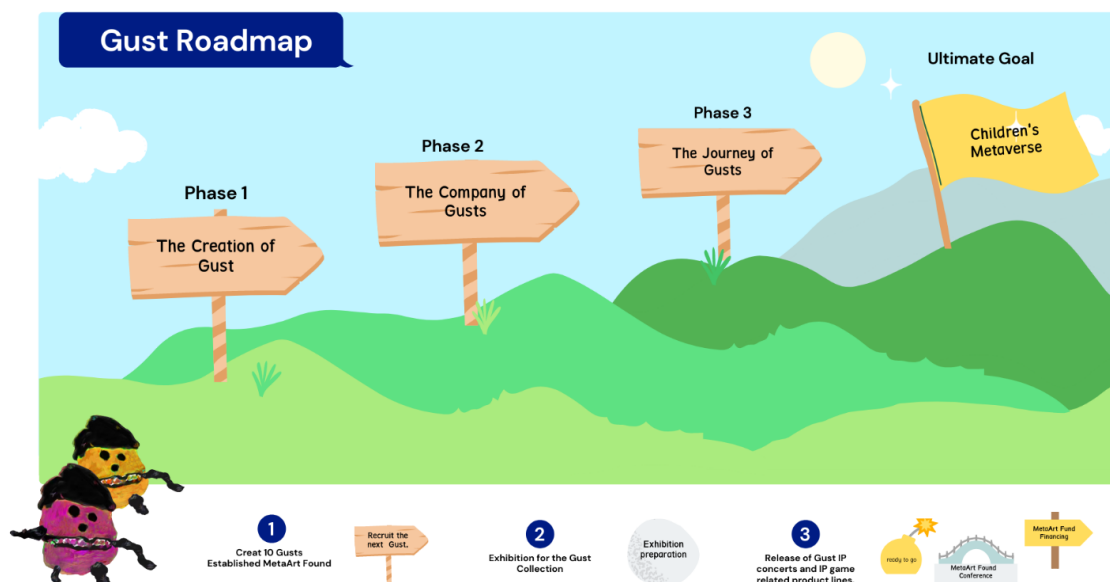 Gust Roadmap
Ultimate Goal
Children's
Metaverse
Phase 3
The Journey of
Gusts
Phase 2
The Company of
Gusts
Phase 1
The Creation of
Gust
1
Creat 10 Gusts
Established MetaArt Found
Recruit the
next Gust.
2
Exhibition for the Gust
Collection
Exhibition
preparation
3
Release of Gust IP
concerts and IP game
related product lines
ready to go
MetaArt Found
Conference
MetaArt Fund
Financing